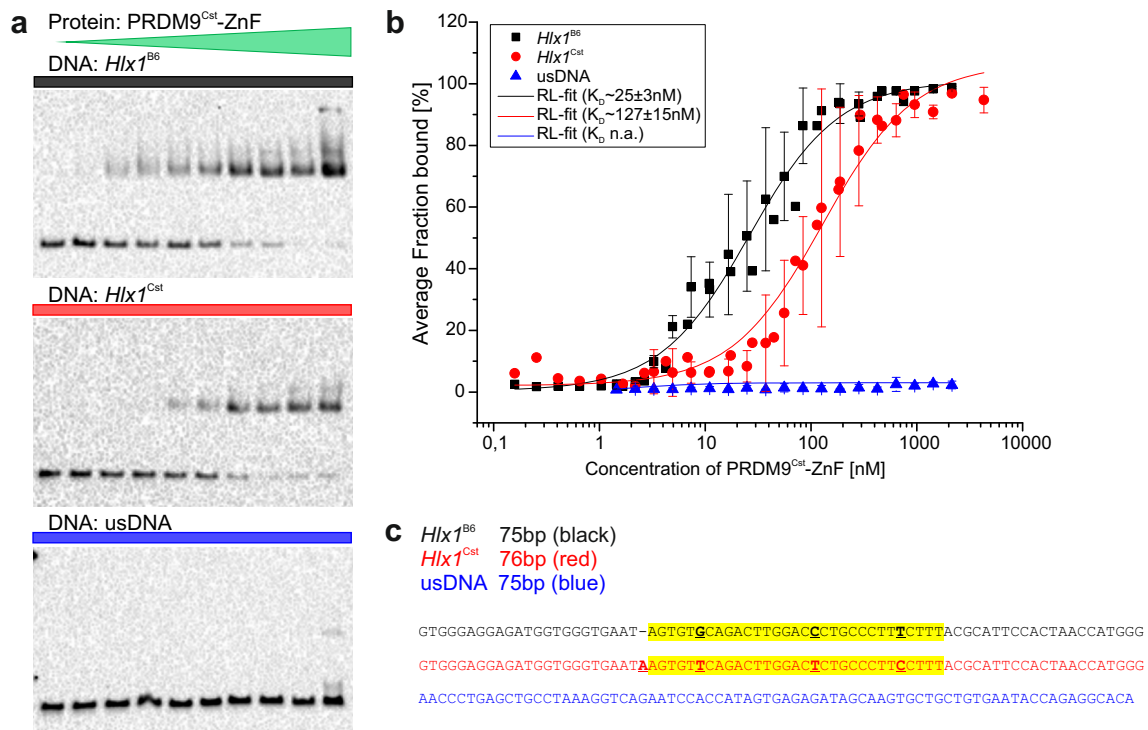 a
Protein: PRDM9Cst-ZnF
DNA: Hlx1B6
DNA: Hlx1Cst
DNA: usDNA
b
Hlx1B6
Hlx1Cst
usDNA
RL-fit (KD~25±3nM)
RL-fit (KD~127±15nM)
RL-fit (KD n.a.)
Average Fraction bound [%]
100
80
60
40
20
0
0,1 1 10 100 1000 10000
Concentration of PRDM9Cst-ZnF [nM]
c
Hlx1B6 75bp (black)
Hlx1Cst 76bp (red)
usDNA 75bp (blue)
GTGGGAGGAGATGGTGGGTGAAT-AGTGTGCAGACTTGGACCCTGCCCTTTCTTTACGCATTCCACTAACCATGGG
GTGGGAGGAGATGGTGGGTGAATAAGTGTTCAGACTTGGACTCTGCCCTTCCTTTACGCATTCCACTAACCATGGG
AACCCTGAGCTGCCTAAAGGTCAGAATCCACCATAGTGAGAGATAGCAAGTGCTGCTGTGAATACCAGAGGCACA